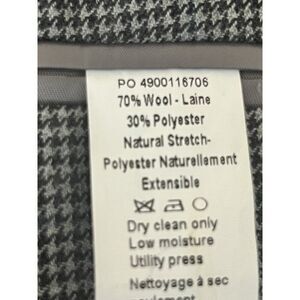 PO 4900116706
70% Wool - Laine
30% Polyester
Natural Stretch-
Polyester Naturellement
Extensible
Dry clean only
Low moisture
Utility press
Nettoyage à sec
seulement